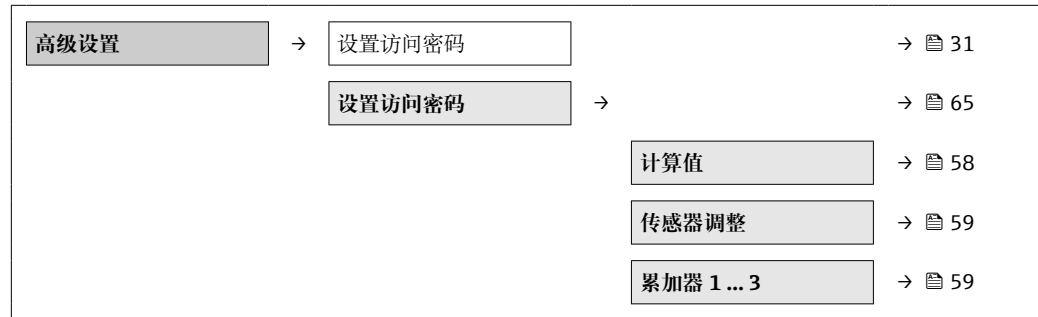 高级设置 → 设置访问密码 → 31
设置访问密码 → → 65
计算值 → 58
传感器调整 → 59
累加器 1 ... 3 → 59